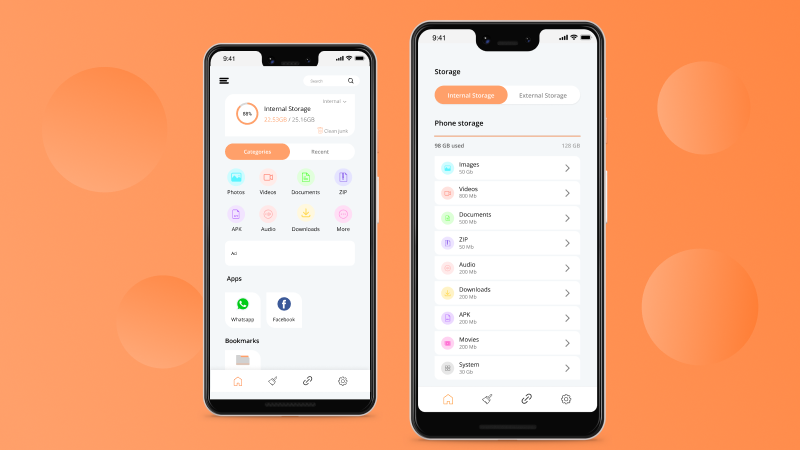 9:41
Search
Internal
88%
Internal Storage
22.53GB / 25.16GB
Clean junk
Categories
Recent
Photos
Videos
Documents
ZIP
APK
Audio
Downloads
More
Ad
Apps
Whatsapp
Facebook
Bookmarks
9:41
Storage
Internal Storage
External Storage
Phone storage
98 GB used
128 GB
Images
50 Gb
Videos
800 Mb
Documents
500 Mb
ZIP
50 Mb
Audio
200 Mb
Downloads
200 Mb
APK
200 Mb
Movies
200 Mb
System
30 Gb